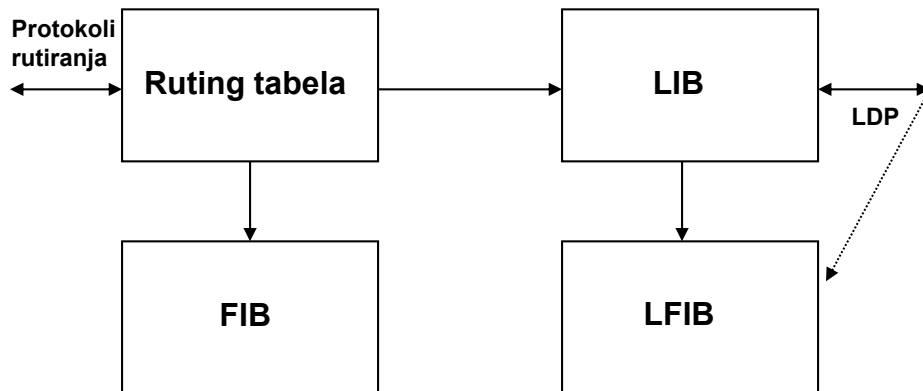 Protokoli
rutiranja
Ruting tabela
LIB
LDP
FIB
LFIB